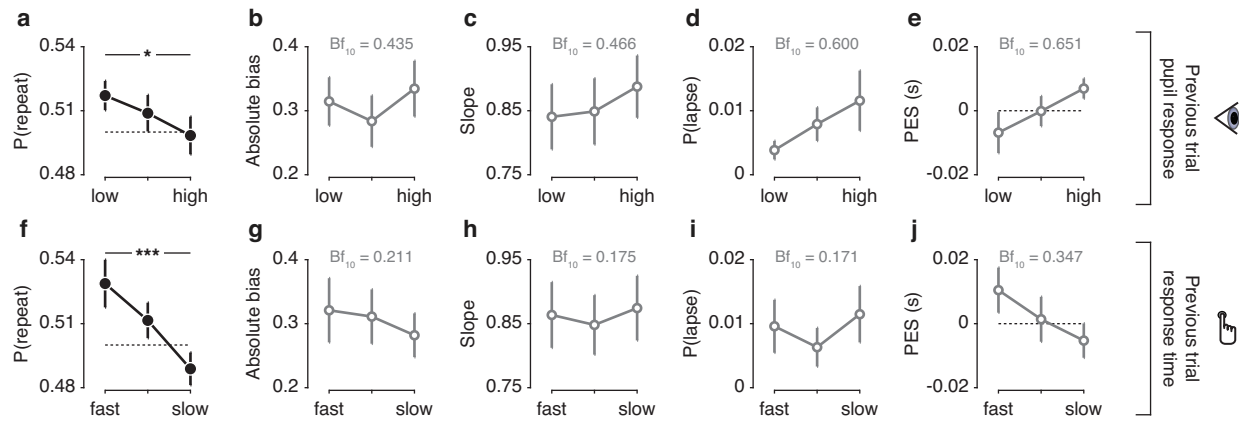 a
b
c
d
e
0.54
0.51
0.48
P(repeat)
*
low
high
0.4
0.3
0.2
Absolute bias
Bf10 = 0.435
low
high
0.95
0.85
0.75
Slope
Bf10 = 0.466
low
high
0.02
0.01
0
P(lapse)
Bf10 = 0.600
low
high
0.02
0
-0.02
PES (s)
Bf10 = 0.651
low
high
Previous trial
pupil response
f
g
h
i
j
0.54
0.51
0.48
P(repeat)
***
fast
slow
0.4
0.3
0.2
Absolute bias
Bf10 = 0.211
fast
slow
0.95
0.85
0.75
Slope
Bf10 = 0.175
fast
slow
0.02
0.01
0
P(lapse)
Bf10 = 0.171
fast
slow
0.02
0
-0.02
PES (s)
Bf10 = 0.347
fast
slow
Previous trial
response time